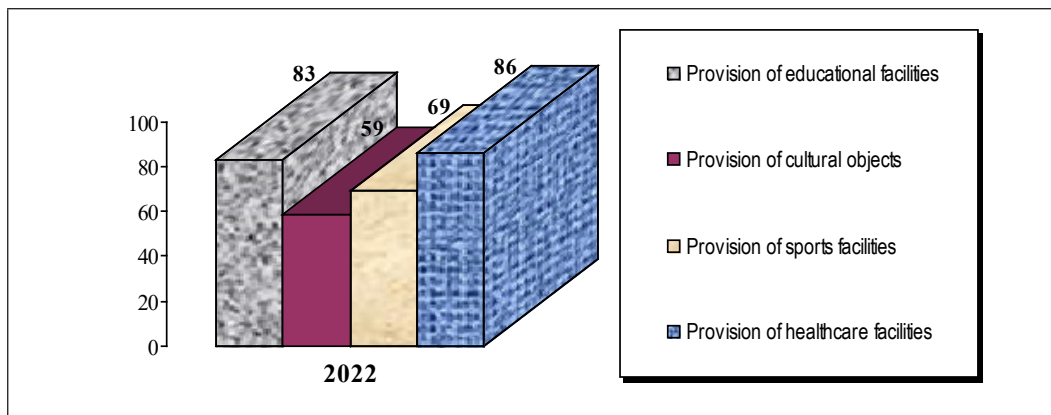 83
59
69
86
100
80
60
40
20
0
2022
Provision of educational facilities
Provision of cultural objects
Provision of sports facilities
Provision of healthcare facilities